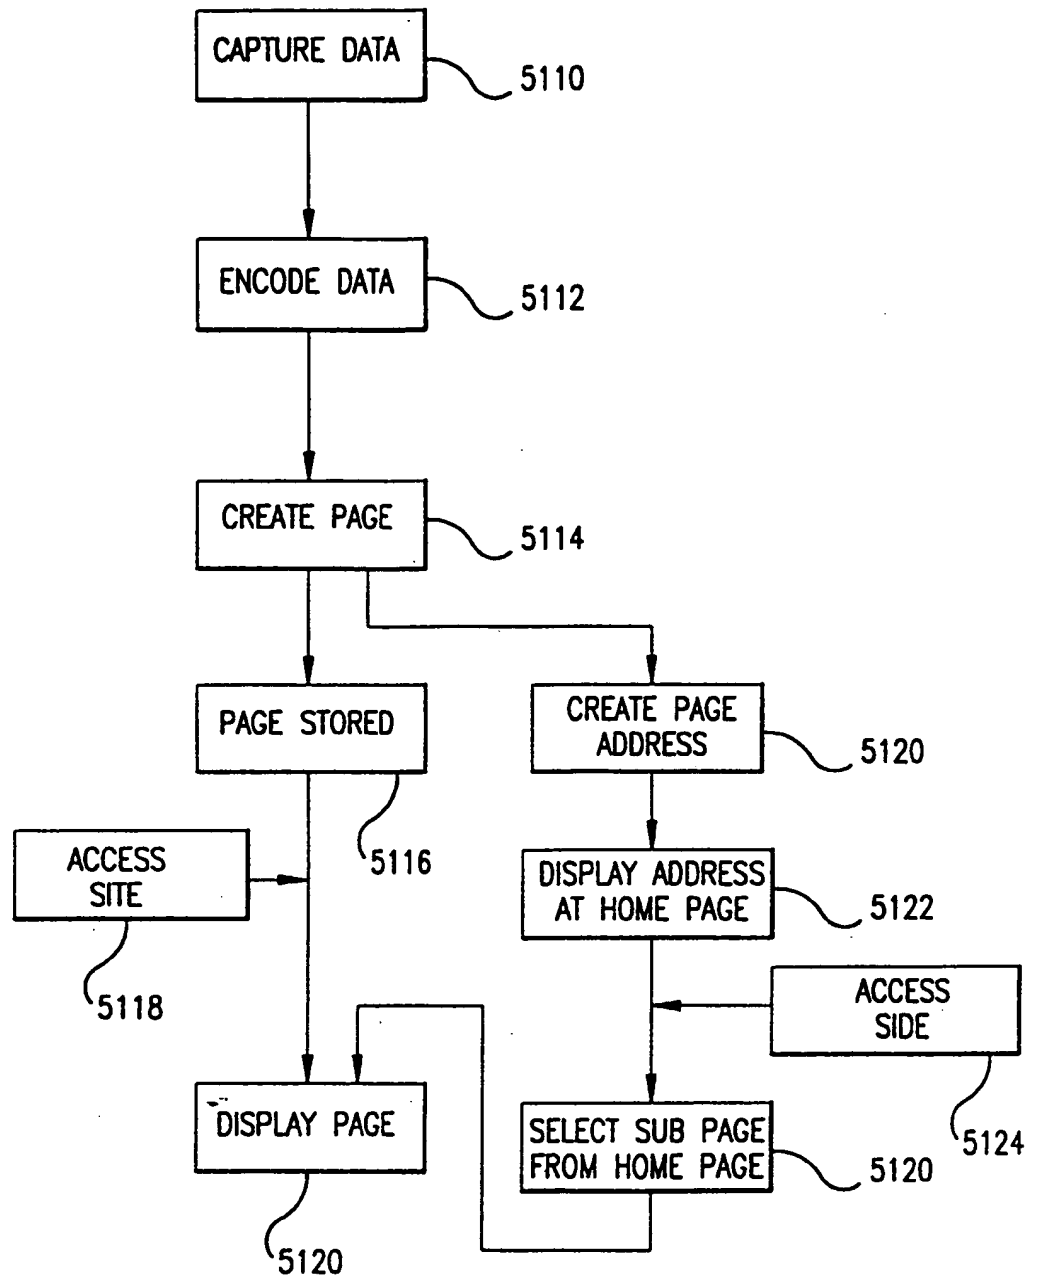 CAPTURE DATA
5110
ENCODE DATA
5112
CREATE PAGE
5114
PAGE STORED
5116
CREATE PAGE
ADDRESS
5120
ACCESS
SITE
5118
DISPLAY ADDRESS
AT HOME PAGE
5122
ACCESS
SIDE
5124
DISPLAY PAGE
5120
SELECT SUB PAGE
FROM HOME PAGE
5120